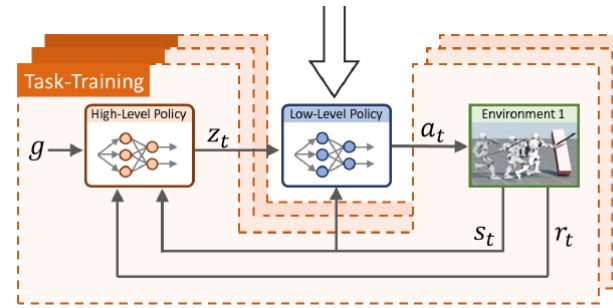 Task-Training
High-Level Policy
Low-Level Policy
Environment 1
g
z_t
a_t
s_t
r_t